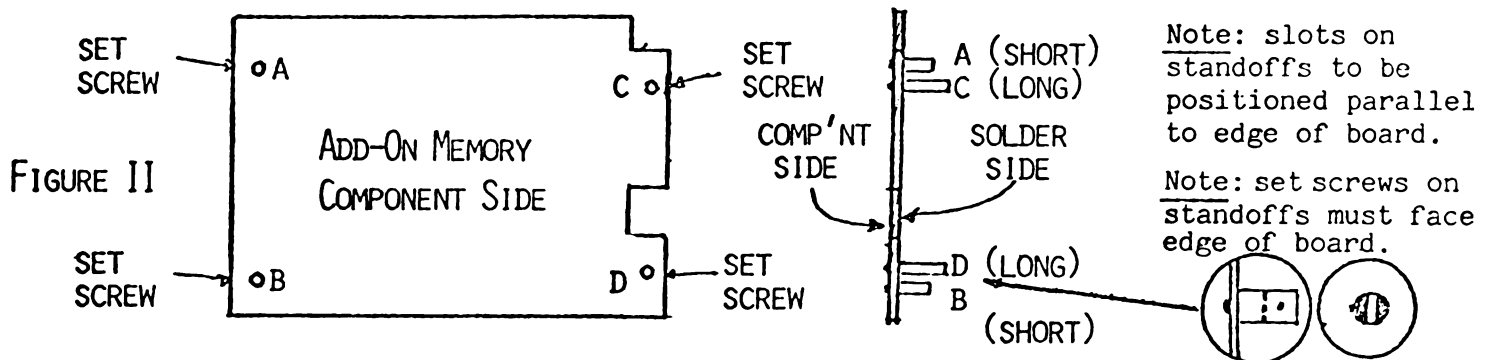 FIGURE II
SET
SCREW
A
SET
SCREW
B
ADD-ON MEMORY
COMPONENT SIDE
C
SET
SCREW
D
SET
SCREW
A (SHORT)
C (LONG)
COMP'NT
SIDE
SOLDER
SIDE
D (LONG)
B
(SHORT)
Note: slots on
standoffs to be
positioned parallel
to edge of board.
Note: set screws on
standoffs must face
edge of board.